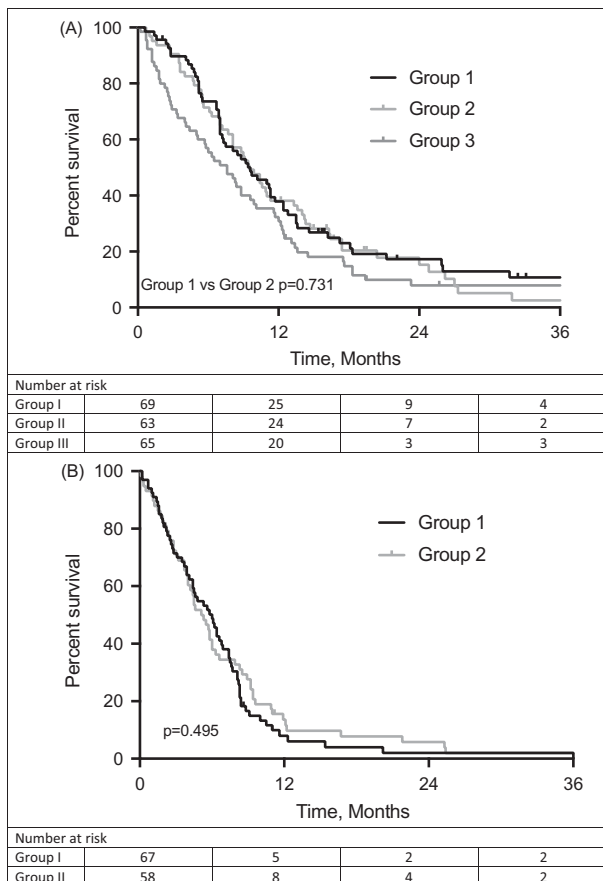 (A)
100
80
60
40
20
0
Percent survival
Group 1
Group 2
Group 3
Group 1 vs Group 2 p=0.731
0 12 24 36
Time, Months
Number at risk
Group I 69 25 9 4
Group II 63 24 7 2
Group III 65 20 3 3
(B)
100
80
60
40
20
0
Percent survival
Group 1
Group 2
p=0.495
0 12 24 36
Time, Months
Number at risk
Group I 67 5 2 2
Group II 58 8 4 2